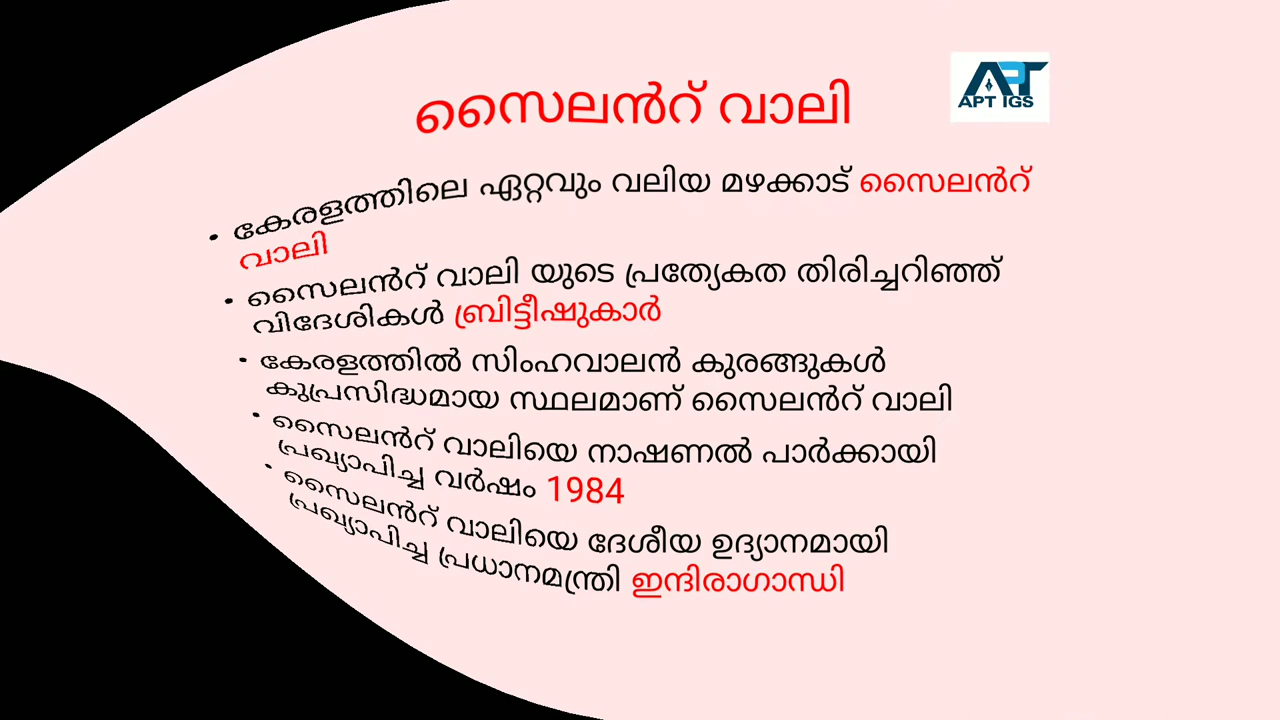 സൈലൻറ് വാലി
APT
APT IGS
• കേരളത്തിലെ ഏറ്റവും വലിയ മഴക്കാട് സൈലൻറ്
വാലി
• സൈലൻറ് വാലി യുടെ പ്രത്യേകത തിരിച്ചറിഞ്ഞ്
വിദേശികൾ ബ്രിട്ടീഷുകാർ
• കേരളത്തിൽ സിംഹവാലൻ കുരങ്ങുകൾ
കുപ്രസിദ്ധമായ സ്ഥലമാണ് സൈലൻറ് വാലി
• സൈലൻറ് വാലിയെ നാഷണൽ പാർക്കായി
പ്രഖ്യാപിച്ച വർഷം 1984
• സൈലൻറ് വാലിയെ ദേശീയ ഉദ്യാനമായി
പ്രഖ്യാപിച്ച പ്രധാനമന്ത്രി ഇന്ദിരാഗാന്ധി